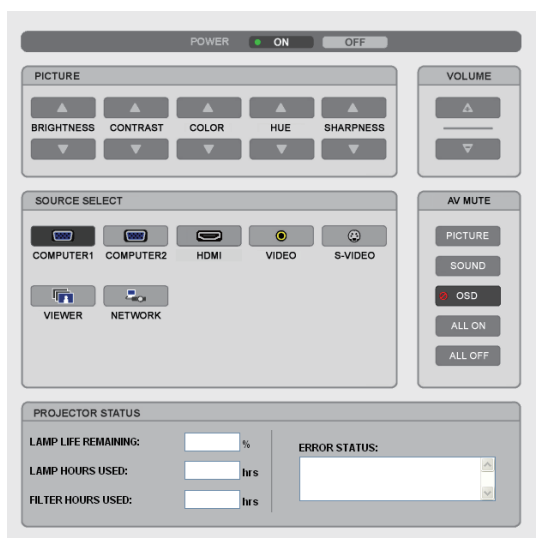 POWER ON OFF
PICTURE
BRIGHTNESS CONTRAST COLOR HUE SHARPNESS
VOLUME
SOURCE SELECT
COMPUTER1 COMPUTER2 HDMI VIDEO S-VIDEO
VIEWER NETWORK
AV MUTE
PICTURE
SOUND
OSD
ALL ON
ALL OFF
PROJECTOR STATUS
LAMP LIFE REMAINING: %
LAMP HOURS USED: hrs
FILTER HOURS USED: hrs
ERROR STATUS: